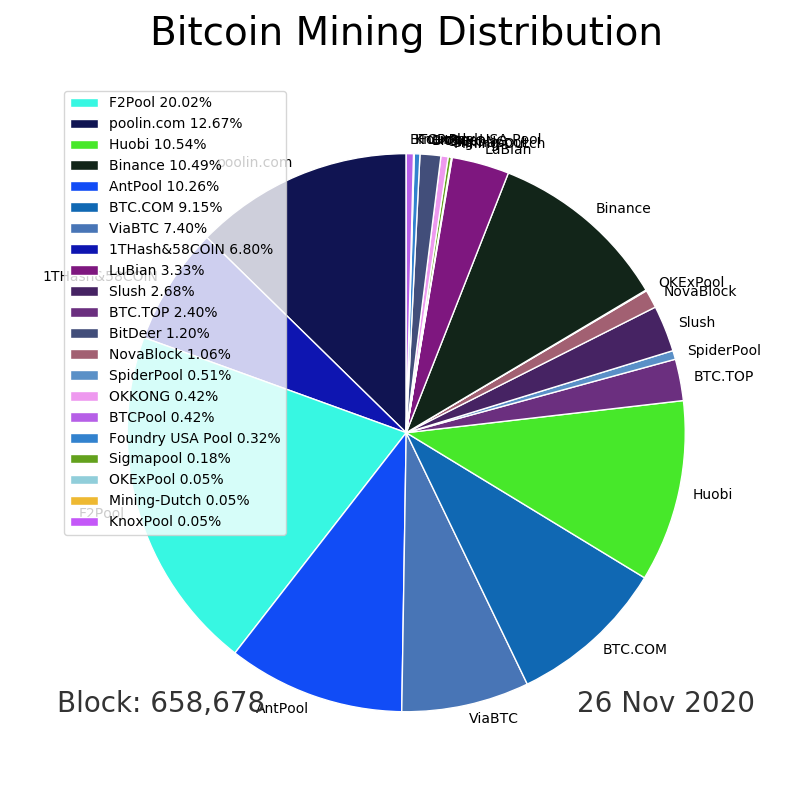 Bitcoin Mining Distribution
F2Pool 20.02%
poolin.com 12.67%
Huobi 10.54%
Binance 10.49%
AntPool 10.26%
BTC.COM 9.15%
ViaBTC 7.40%
1THash&58COIN 6.80%
LuBian 3.33%
Slush 2.68%
BTC.TOP 2.40%
BitDeer 1.20%
NovaBlock 1.06%
SpiderPool 0.51%
OKKONG 0.42%
BTCPool 0.42%
Foundry USA Pool 0.32%
Sigmapool 0.18%
OKExPool 0.05%
Mining-Dutch 0.05%
KnoxPool 0.05%
poolin.com
1THash&58COIN
F2Pool
AntPool
ViaBTC
BTC.COM
Huobi
BTC.TOP
SpiderPool
Slush
NovaBlock
OKExPool
Binance
LuBian
Block: 658,678
26 Nov 2020